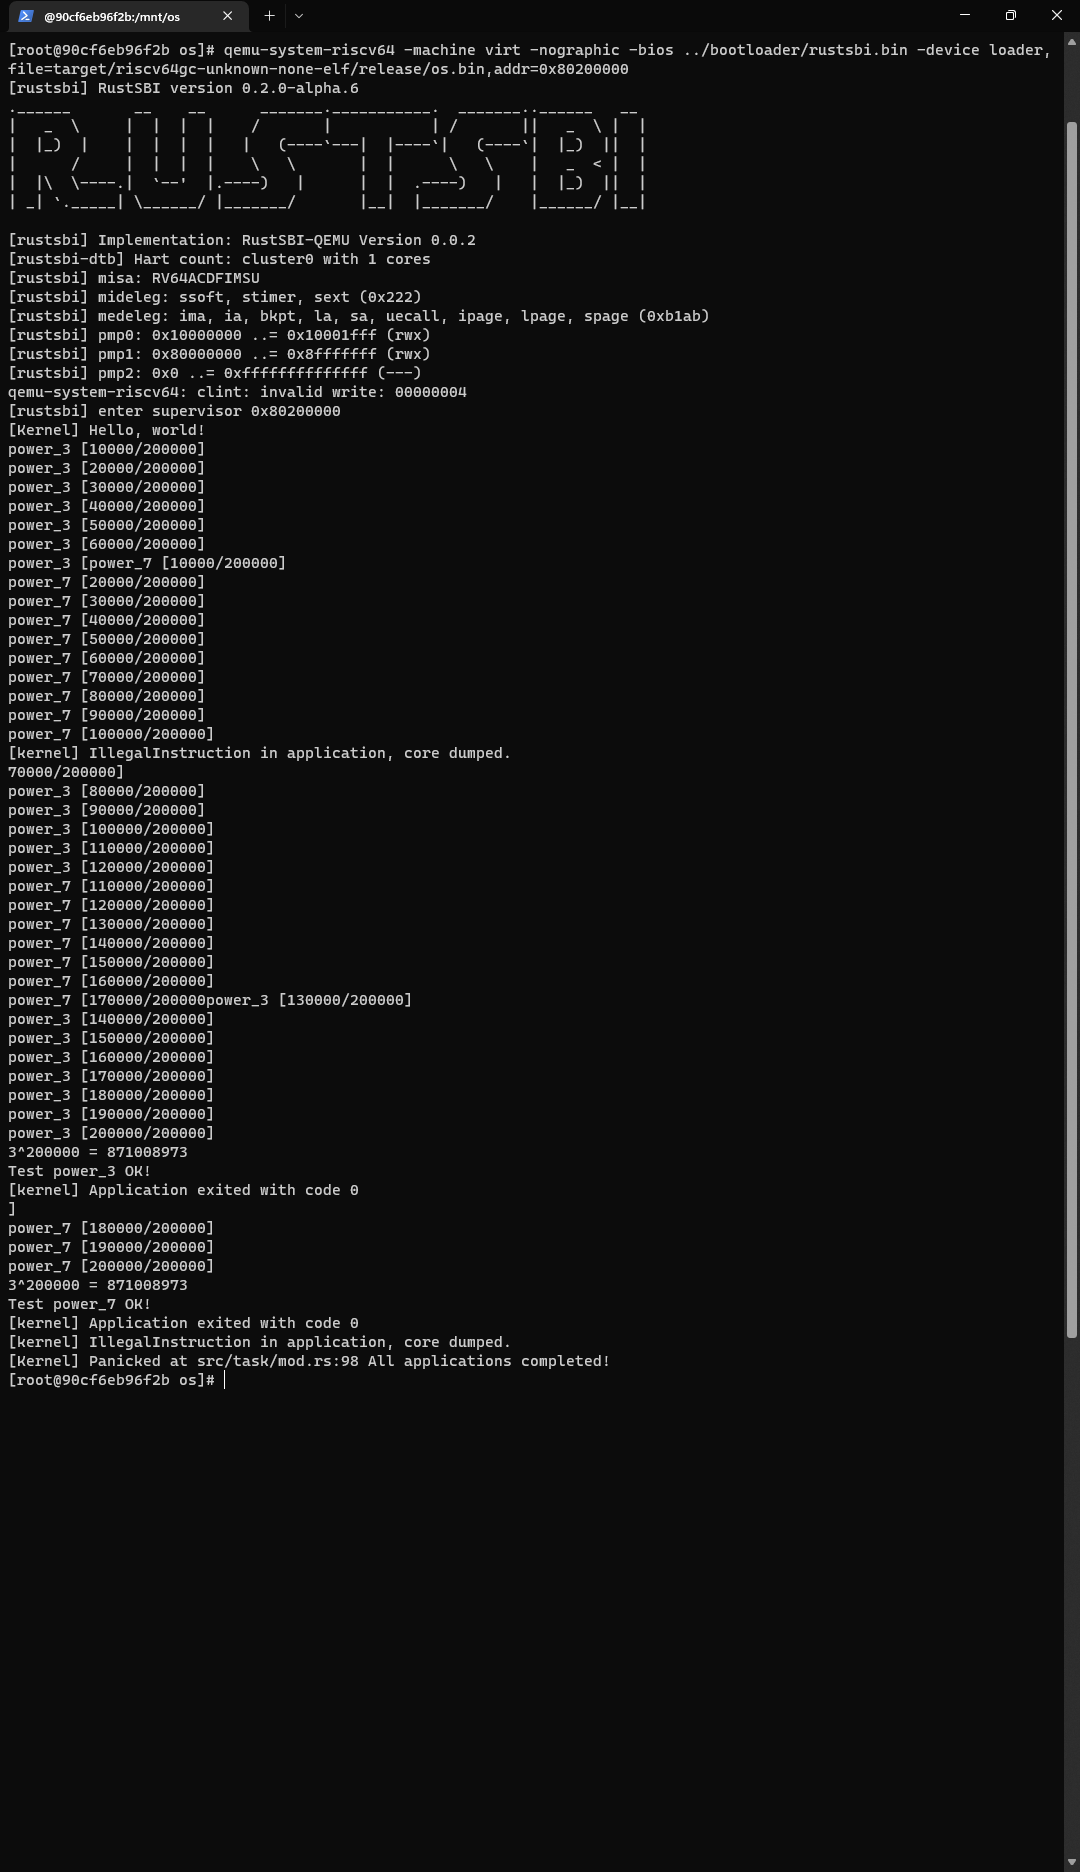 @90cf6eb96f2b:/mnt/os
[root@90cf6eb96f2b os]# qemu-system-riscv64 -machine virt -nographic -bios ../bootloader/rustsbi.bin -device loader,
file=target/riscv64gc-unknown-none-elf/release/os.bin,addr=0x80200000
[rustsbi] RustSBI version 0.2.0-alpha.6
.______       __    __      _______.___________.  _______..______   __
|   _  \     |  |  |  |    /       |           | /       ||   _  \ |  |
|  |_)  |    |  |  |  |   |   (----`---|  |----`|   (----`|  |_)  ||  |
|      /     |  |  |  |    \   \       |  |      \   \    |   _  < |  |
|  |\  \----.|  `--'  |.----)   |      |  |  .----)   |   |  |_)  ||  |
| _| `._____| \______/ |_______/       |__|  |_______/    |______/ |__|
[rustsbi] Implementation: RustSBI-QEMU Version 0.0.2
[rustsbi-dtb] Hart count: cluster0 with 1 cores
[rustsbi] misa: RV64ACDFIMSU
[rustsbi] mideleg: ssoft, stimer, sext (0x222)
[rustsbi] medeleg: ima, ia, bkpt, la, sa, uecall, ipage, lpage, spage (0xb1ab)
[rustsbi] pmp0: 0x10000000 ..= 0x10001fff (rwx)
[rustsbi] pmp1: 0x80000000 ..= 0x8fffffff (rwx)
[rustsbi] pmp2: 0x0 ..= 0xffffffffffffff (---)
qemu-system-riscv64: clint: invalid write: 00000004
[rustsbi] enter supervisor 0x80200000
[Kernel] Hello, world!
power_3 [10000/200000]
power_3 [20000/200000]
power_3 [30000/200000]
power_3 [40000/200000]
power_3 [50000/200000]
power_3 [60000/200000]
power_3 [power_7 [10000/200000]
power_7 [20000/200000]
power_7 [30000/200000]
power_7 [40000/200000]
power_7 [50000/200000]
power_7 [60000/200000]
power_7 [70000/200000]
power_7 [80000/200000]
power_7 [90000/200000]
power_7 [100000/200000]
[kernel] IllegalInstruction in application, core dumped.
70000/200000]
power_3 [80000/200000]
power_3 [90000/200000]
power_3 [100000/200000]
power_3 [110000/200000]
power_3 [120000/200000]
power_7 [110000/200000]
power_7 [120000/200000]
power_7 [130000/200000]
power_7 [140000/200000]
power_7 [150000/200000]
power_7 [160000/200000]
power_7 [170000/200000power_3 [130000/200000]
power_3 [140000/200000]
power_3 [150000/200000]
power_3 [160000/200000]
power_3 [170000/200000]
power_3 [180000/200000]
power_3 [190000/200000]
power_3 [200000/200000]
3^200000 = 871008973
Test power_3 OK!
[kernel] Application exited with code 0
]
power_7 [180000/200000]
power_7 [190000/200000]
power_7 [200000/200000]
3^200000 = 871008973
Test power_7 OK!
[kernel] Application exited with code 0
[kernel] IllegalInstruction in application, core dumped.
[Kernel] Panicked at src/task/mod.rs:98 All applications completed!
[root@90cf6eb96f2b os]#